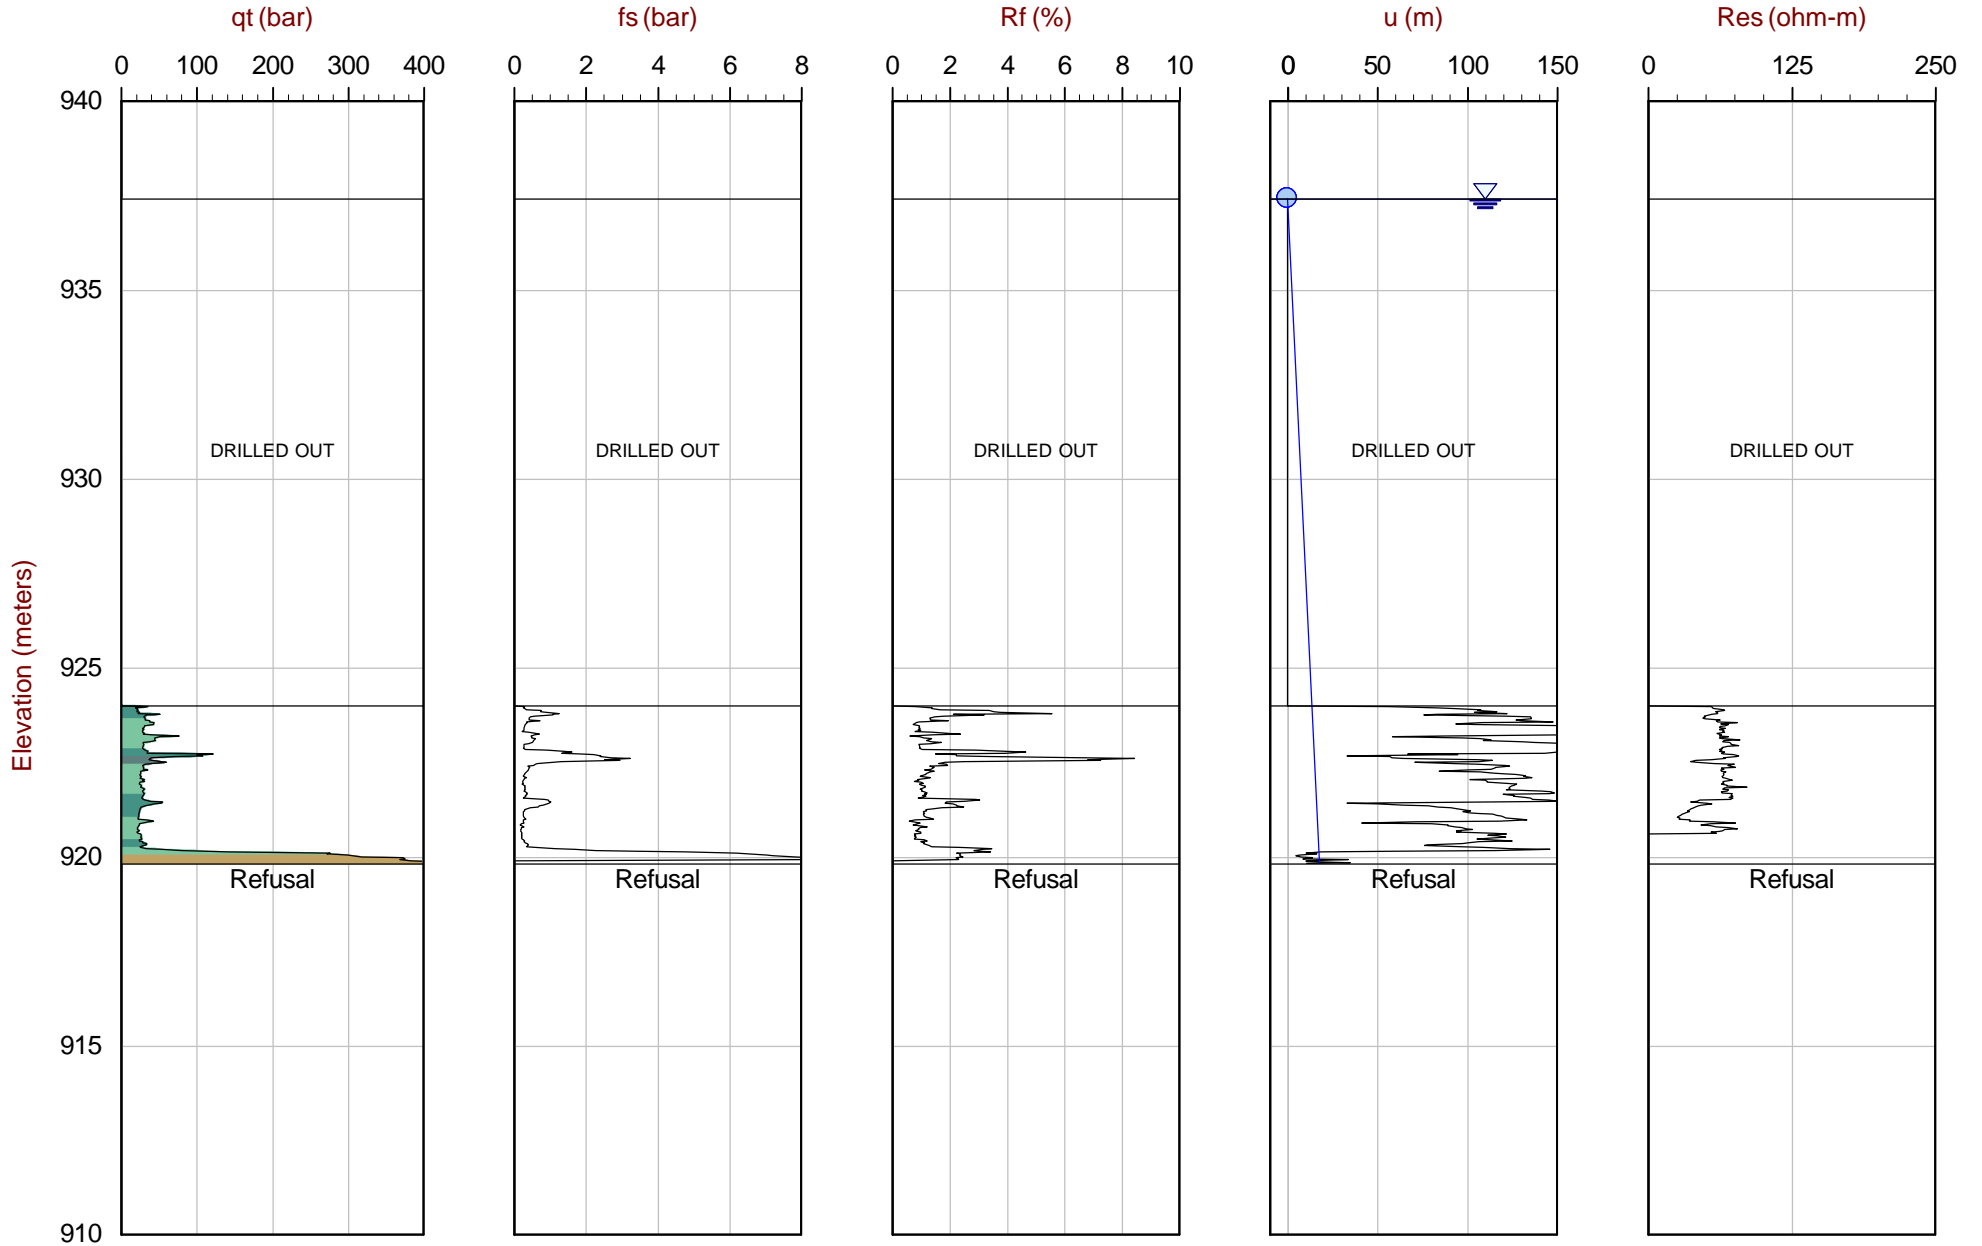 qt (bar)
fs (bar)
Rf (%)
u (m)
Res (ohm-m)
0 100 200 300 400
0 2 4 6 8
0 2 4 6 8 10
0 50 100 150
0 125 250
940
935
DRILLED OUT
DRILLED OUT
DRILLED OUT
DRILLED OUT
DRILLED OUT
930
Elevation (meters)
925
920
Refusal
Refusal
Refusal
Refusal
Refusal
915
910